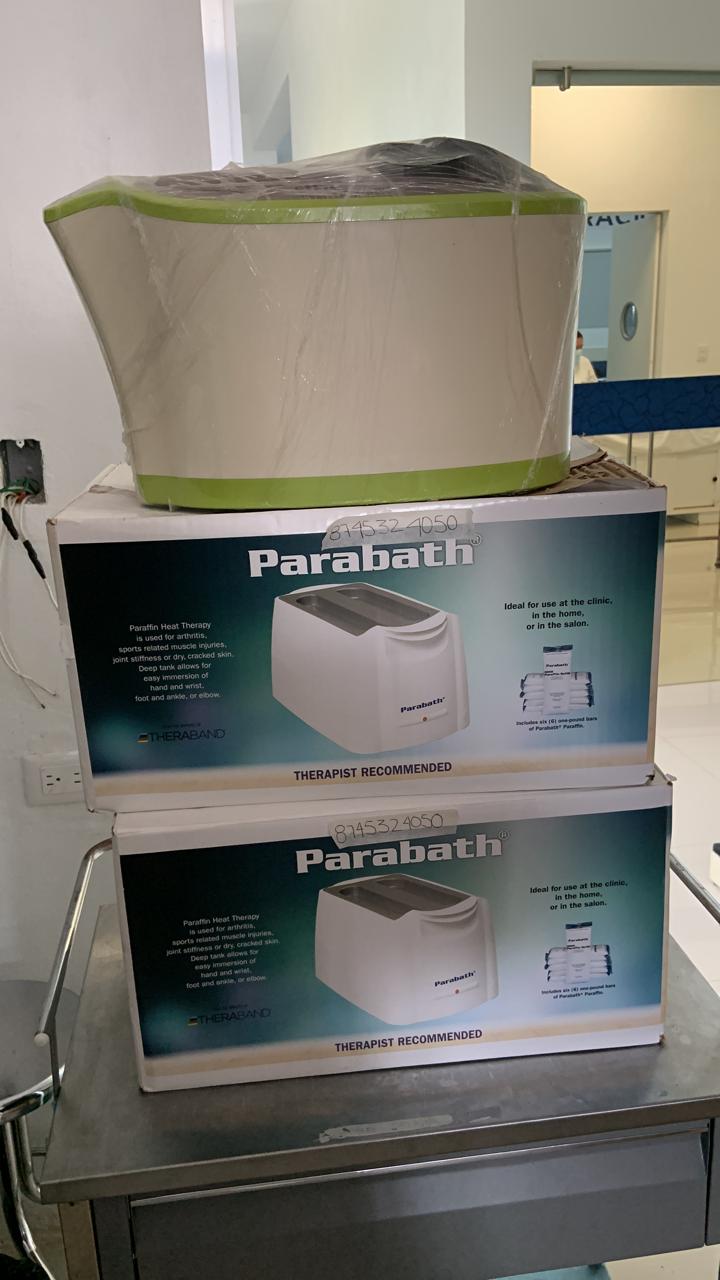 8745324050
Parabath®
Paraffin Heat Therapy
is used for arthritis,
sports related muscle injuries,
joint stiffness or dry, cracked skin.
Deep tank allows for
easy immersion of
hand and wrist,
foot and ankle, or elbow.
THERABAND
Parabath®
Ideal for use at the clinic,
in the home,
or in the salon.
Parabath
Includes six (6) one-pound bars
of Parabath® Paraffin.
THERAPIST RECOMMENDED
8745324050
Parabath®
Paraffin Heat Therapy
is used for arthritis,
sports related muscle injuries,
joint stiffness or dry, cracked skin.
Deep tank allows for
easy immersion of
hand and wrist,
foot and ankle, or elbow.
THERABAND
Parabath®
Ideal for use at the clinic,
in the home,
or in the salon.
Parabath
Includes six (6) one-pound bars
of Parabath® Paraffin.
THERAPIST RECOMMENDED